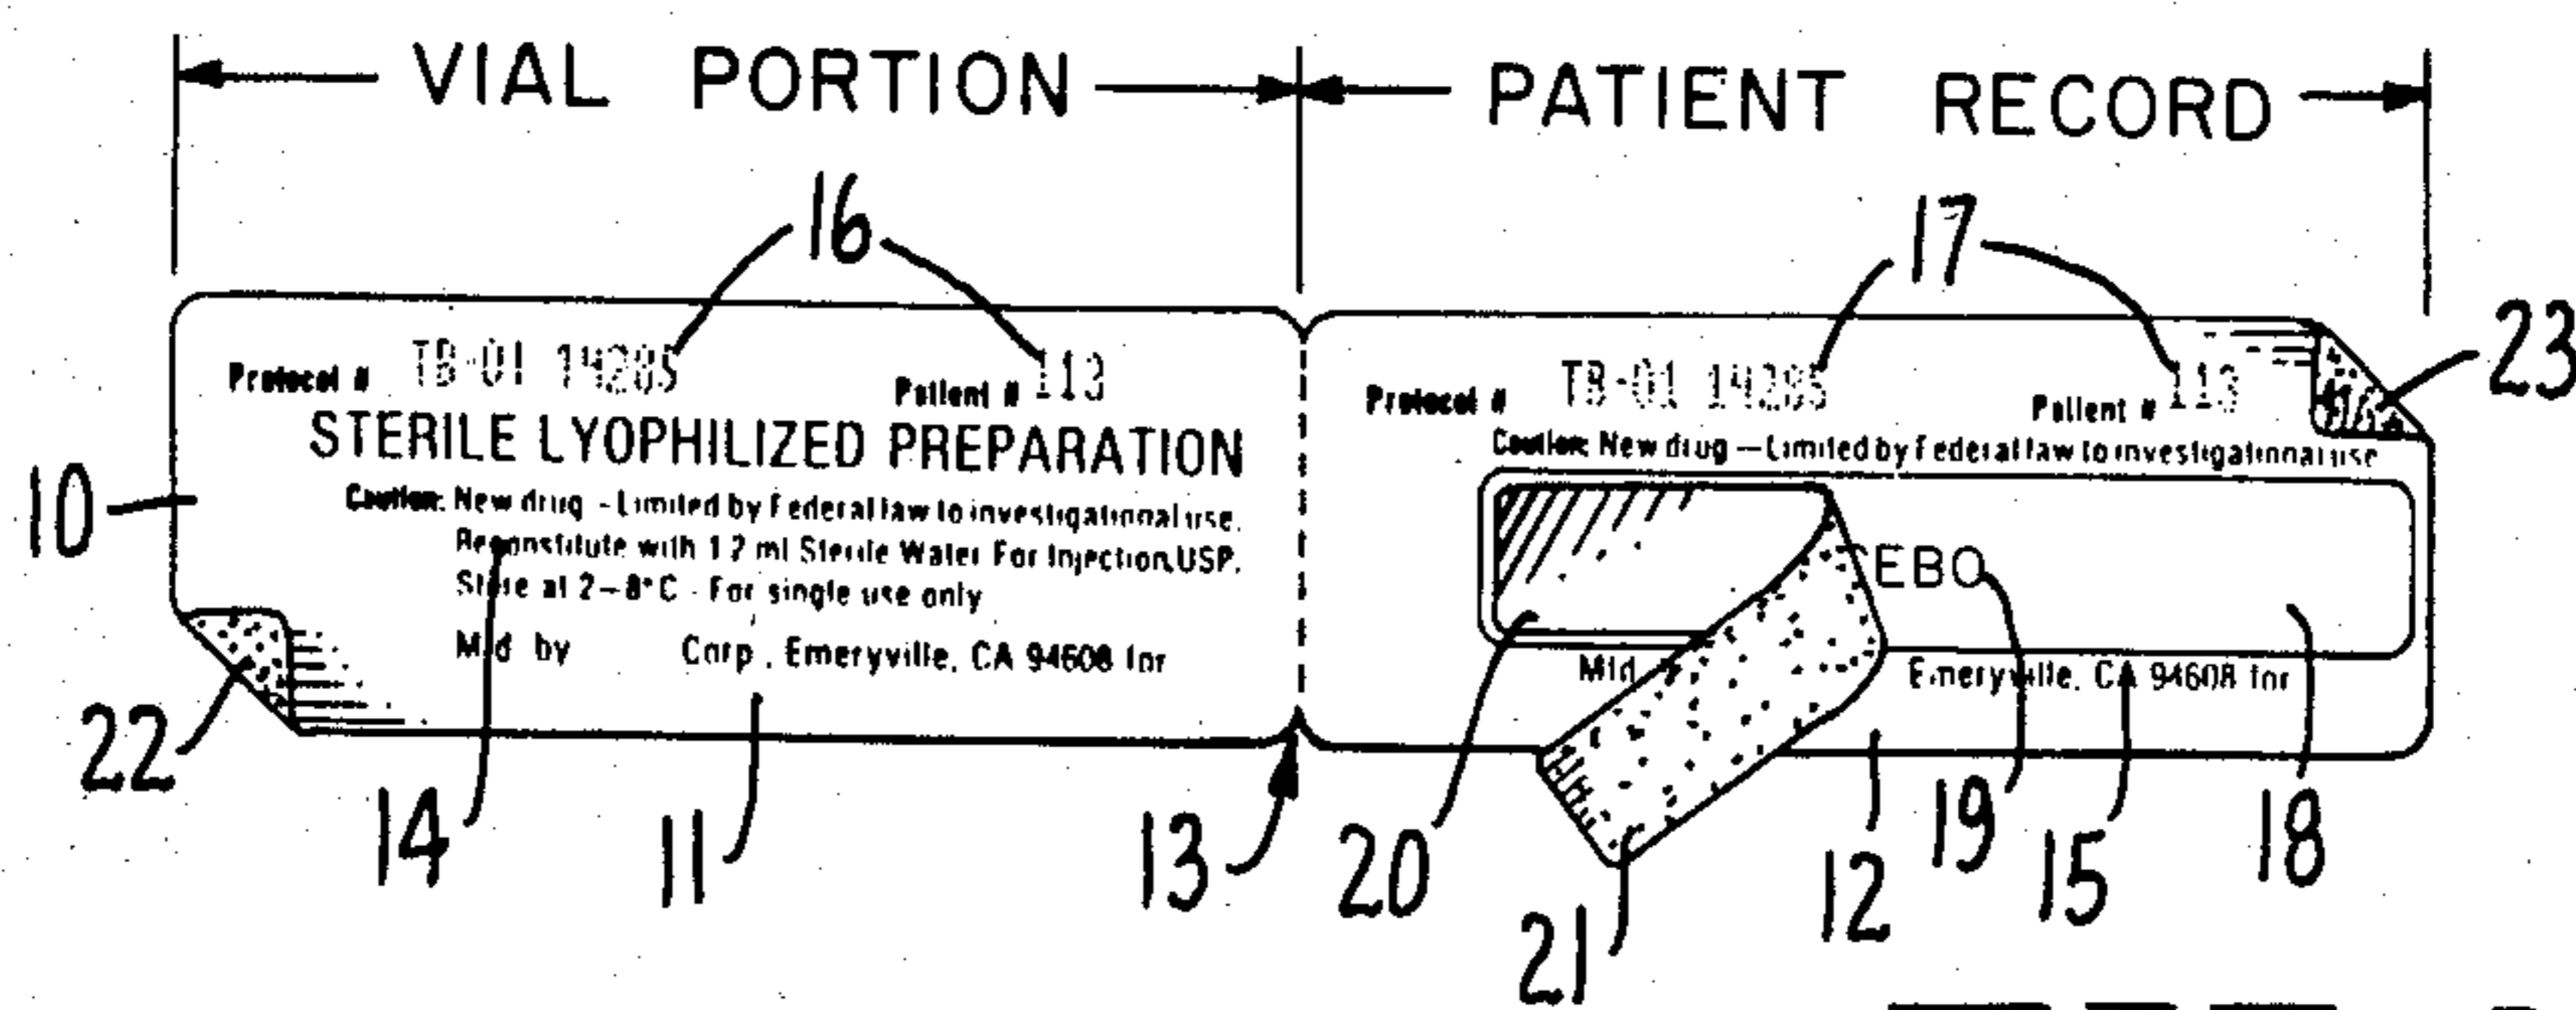 VIAL PORTION PATIENT RECORD
16 17
23
Protocol # TB-01 14285 Patient # 113
STERILE LYOPHILIZED PREPARATION
Caution: New drug - Limited by Federal law to investigational use.
Reconstitute with 1.2 ml Sterile Water For Injection, USP.
Store at 2-8°C - For single use only
Mfd by Corp., Emeryville, CA 94608 for
Protocol # TB-01 14285 Patient # 113
Caution: New drug — Limited by Federal law to investigational use
CEBO
Mfd Emeryville, CA 94608 for
10
22 14 11 13 20 21 12 19 15 18